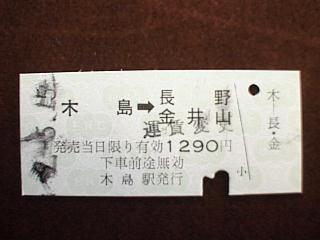 木島➡長野
金井山
運賃変更
発売当日限り有効1290円
下車前途無効
木島駅発行
小
木―長・金